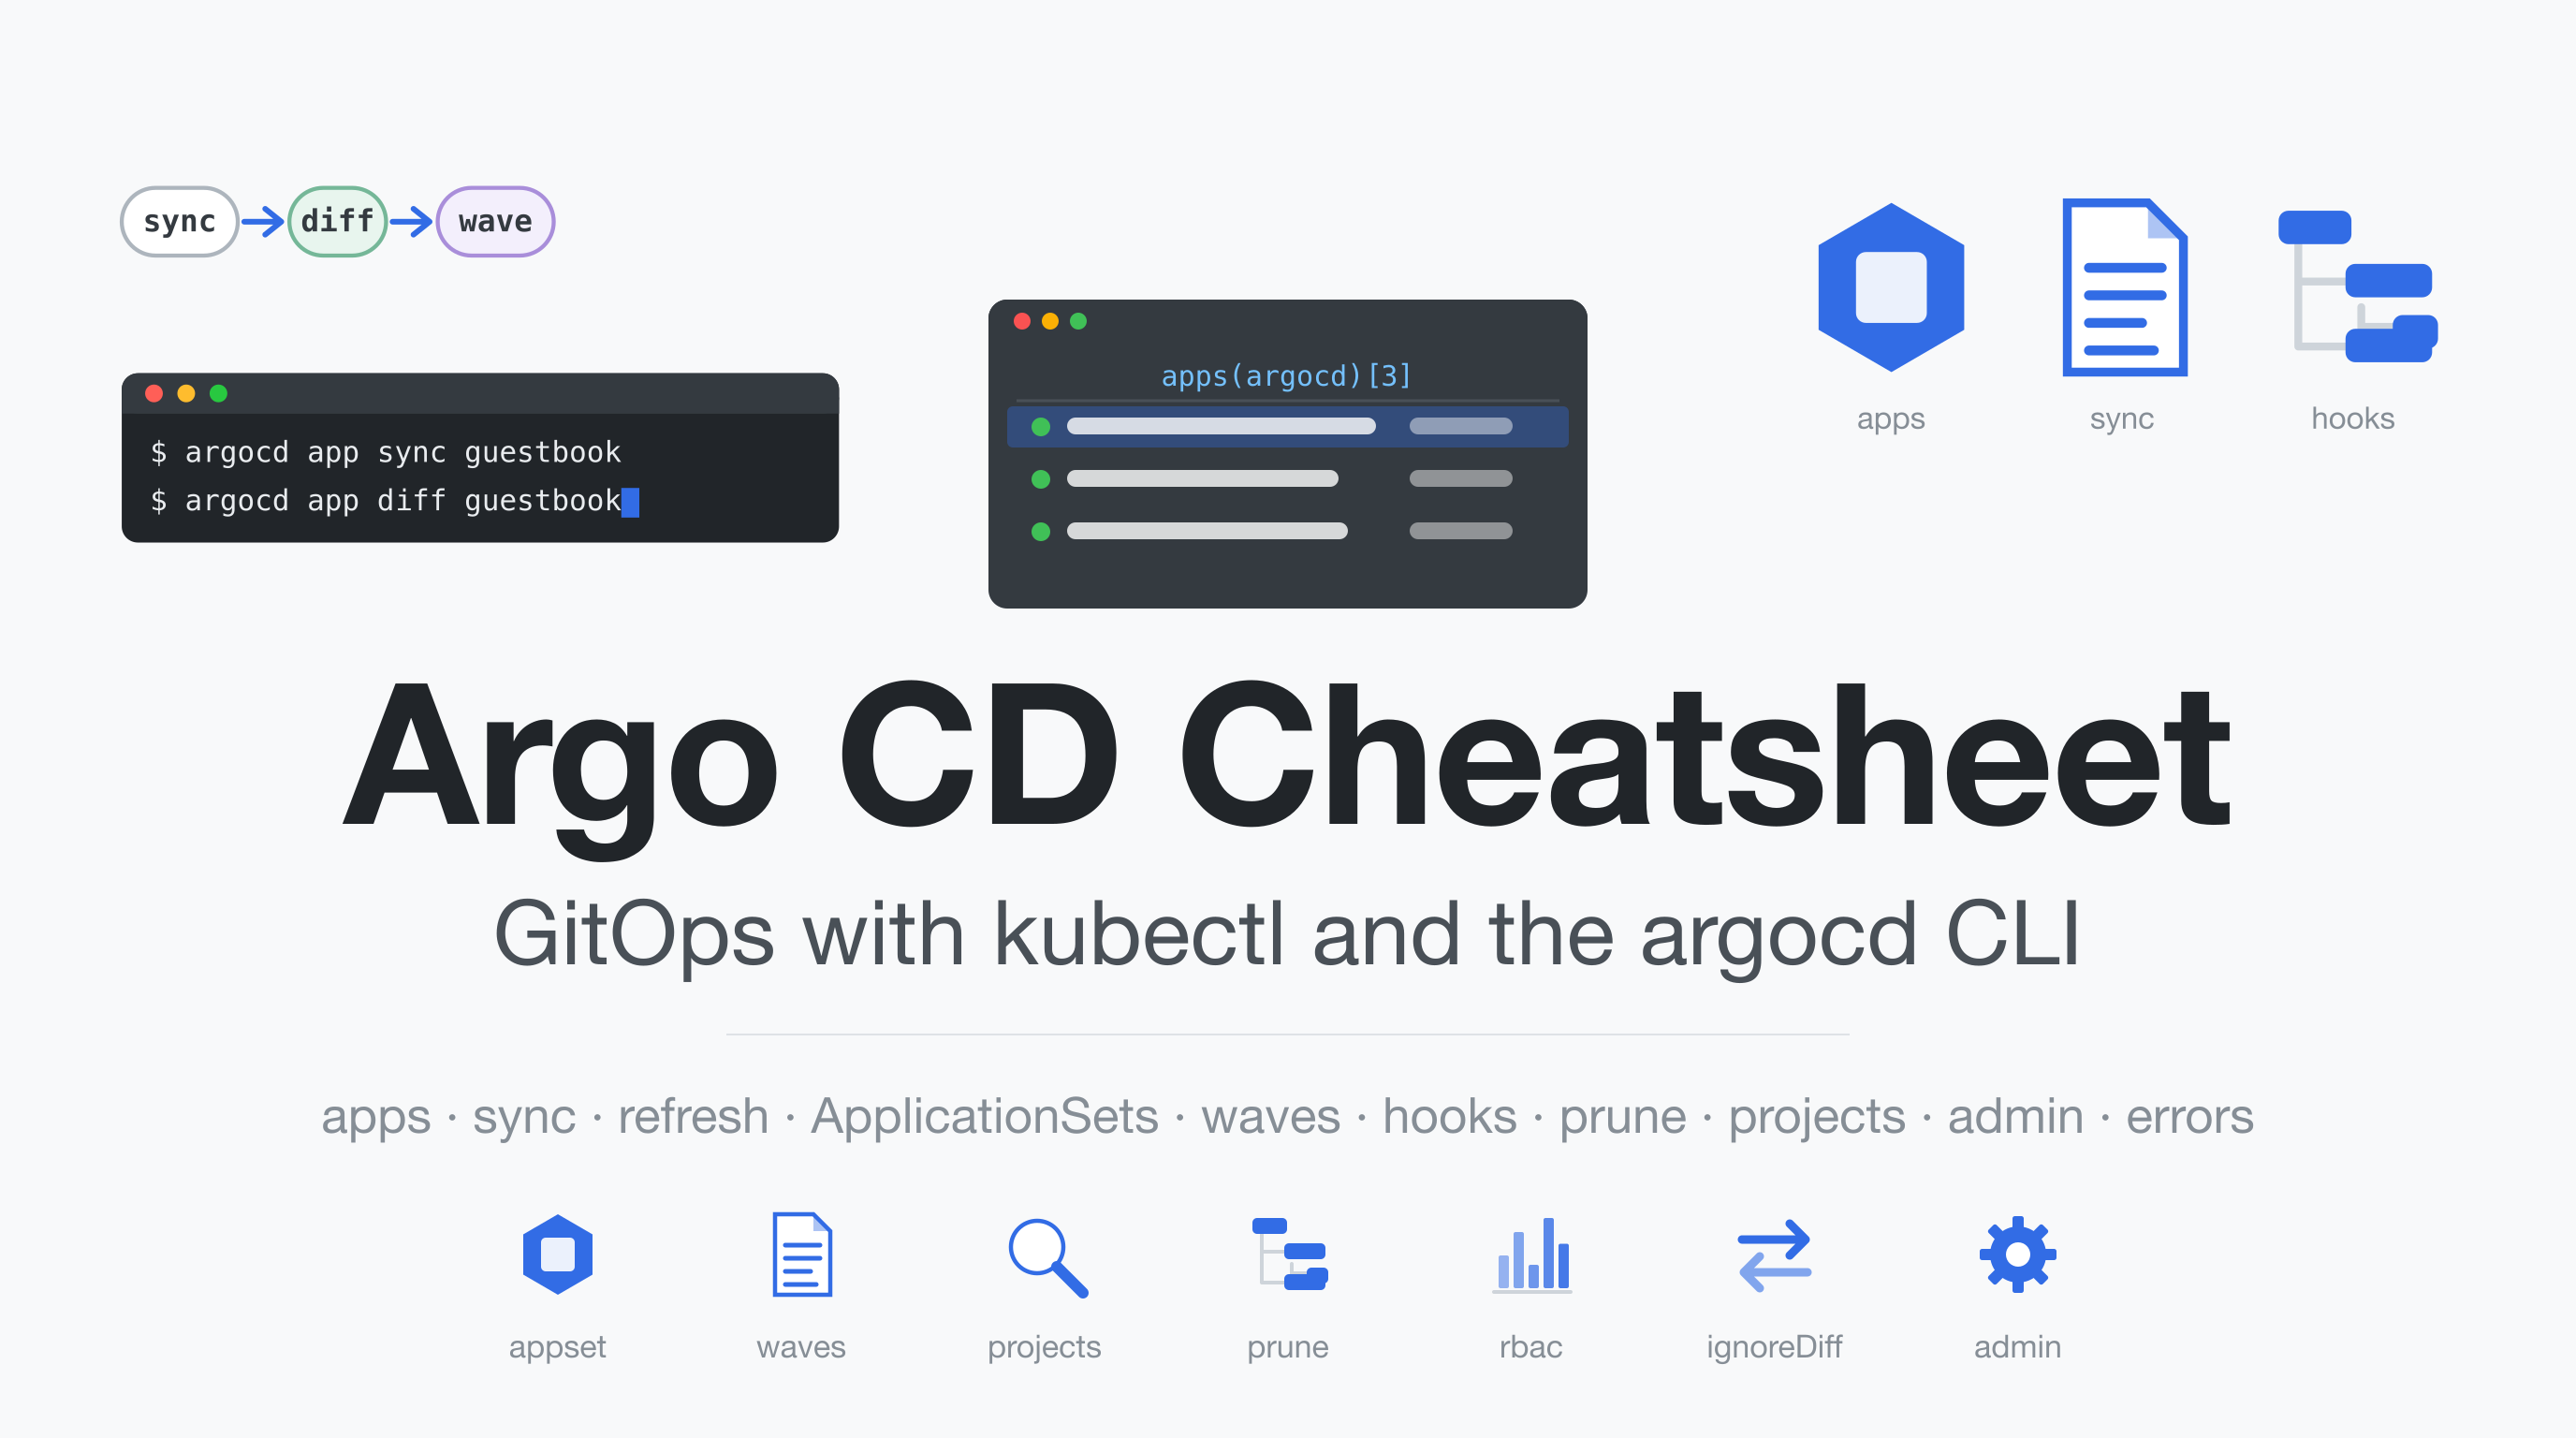 sync diff wave
$ argocd app sync guestbook
$ argocd app diff guestbook
apps(argocd)[3]
apps sync hooks
Argo CD Cheatsheet
GitOps with kubectl and the argocd CLI
apps · sync · refresh · ApplicationSets · waves · hooks · prune · projects · admin · errors
appset waves projects prune rbac ignoreDiff admin